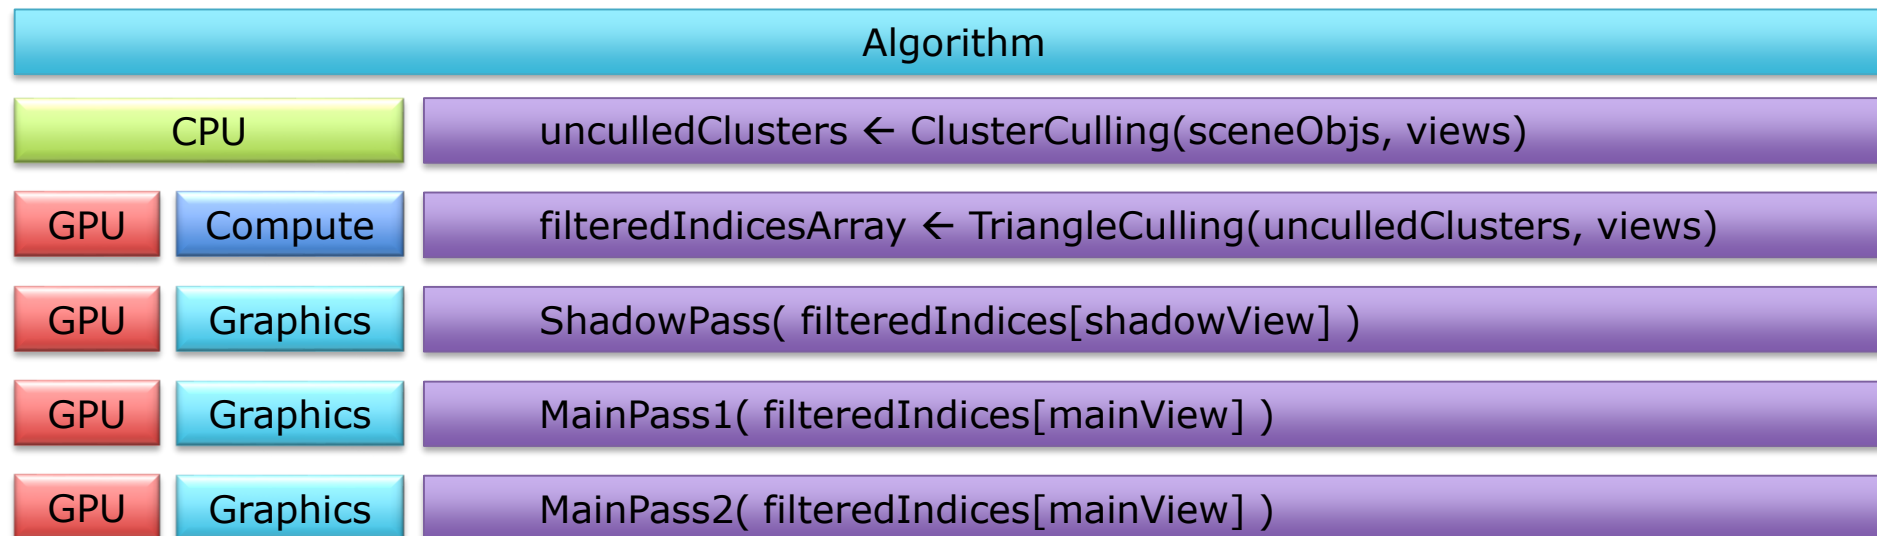 Algorithm
CPU unculledClusters ← ClusterCulling(sceneObjs, views)
GPU Compute filteredIndicesArray ← TriangleCulling(unculledClusters, views)
GPU Graphics ShadowPass( filteredIndices[shadowView] )
GPU Graphics MainPass1( filteredIndices[mainView] )
GPU Graphics MainPass2( filteredIndices[mainView] )